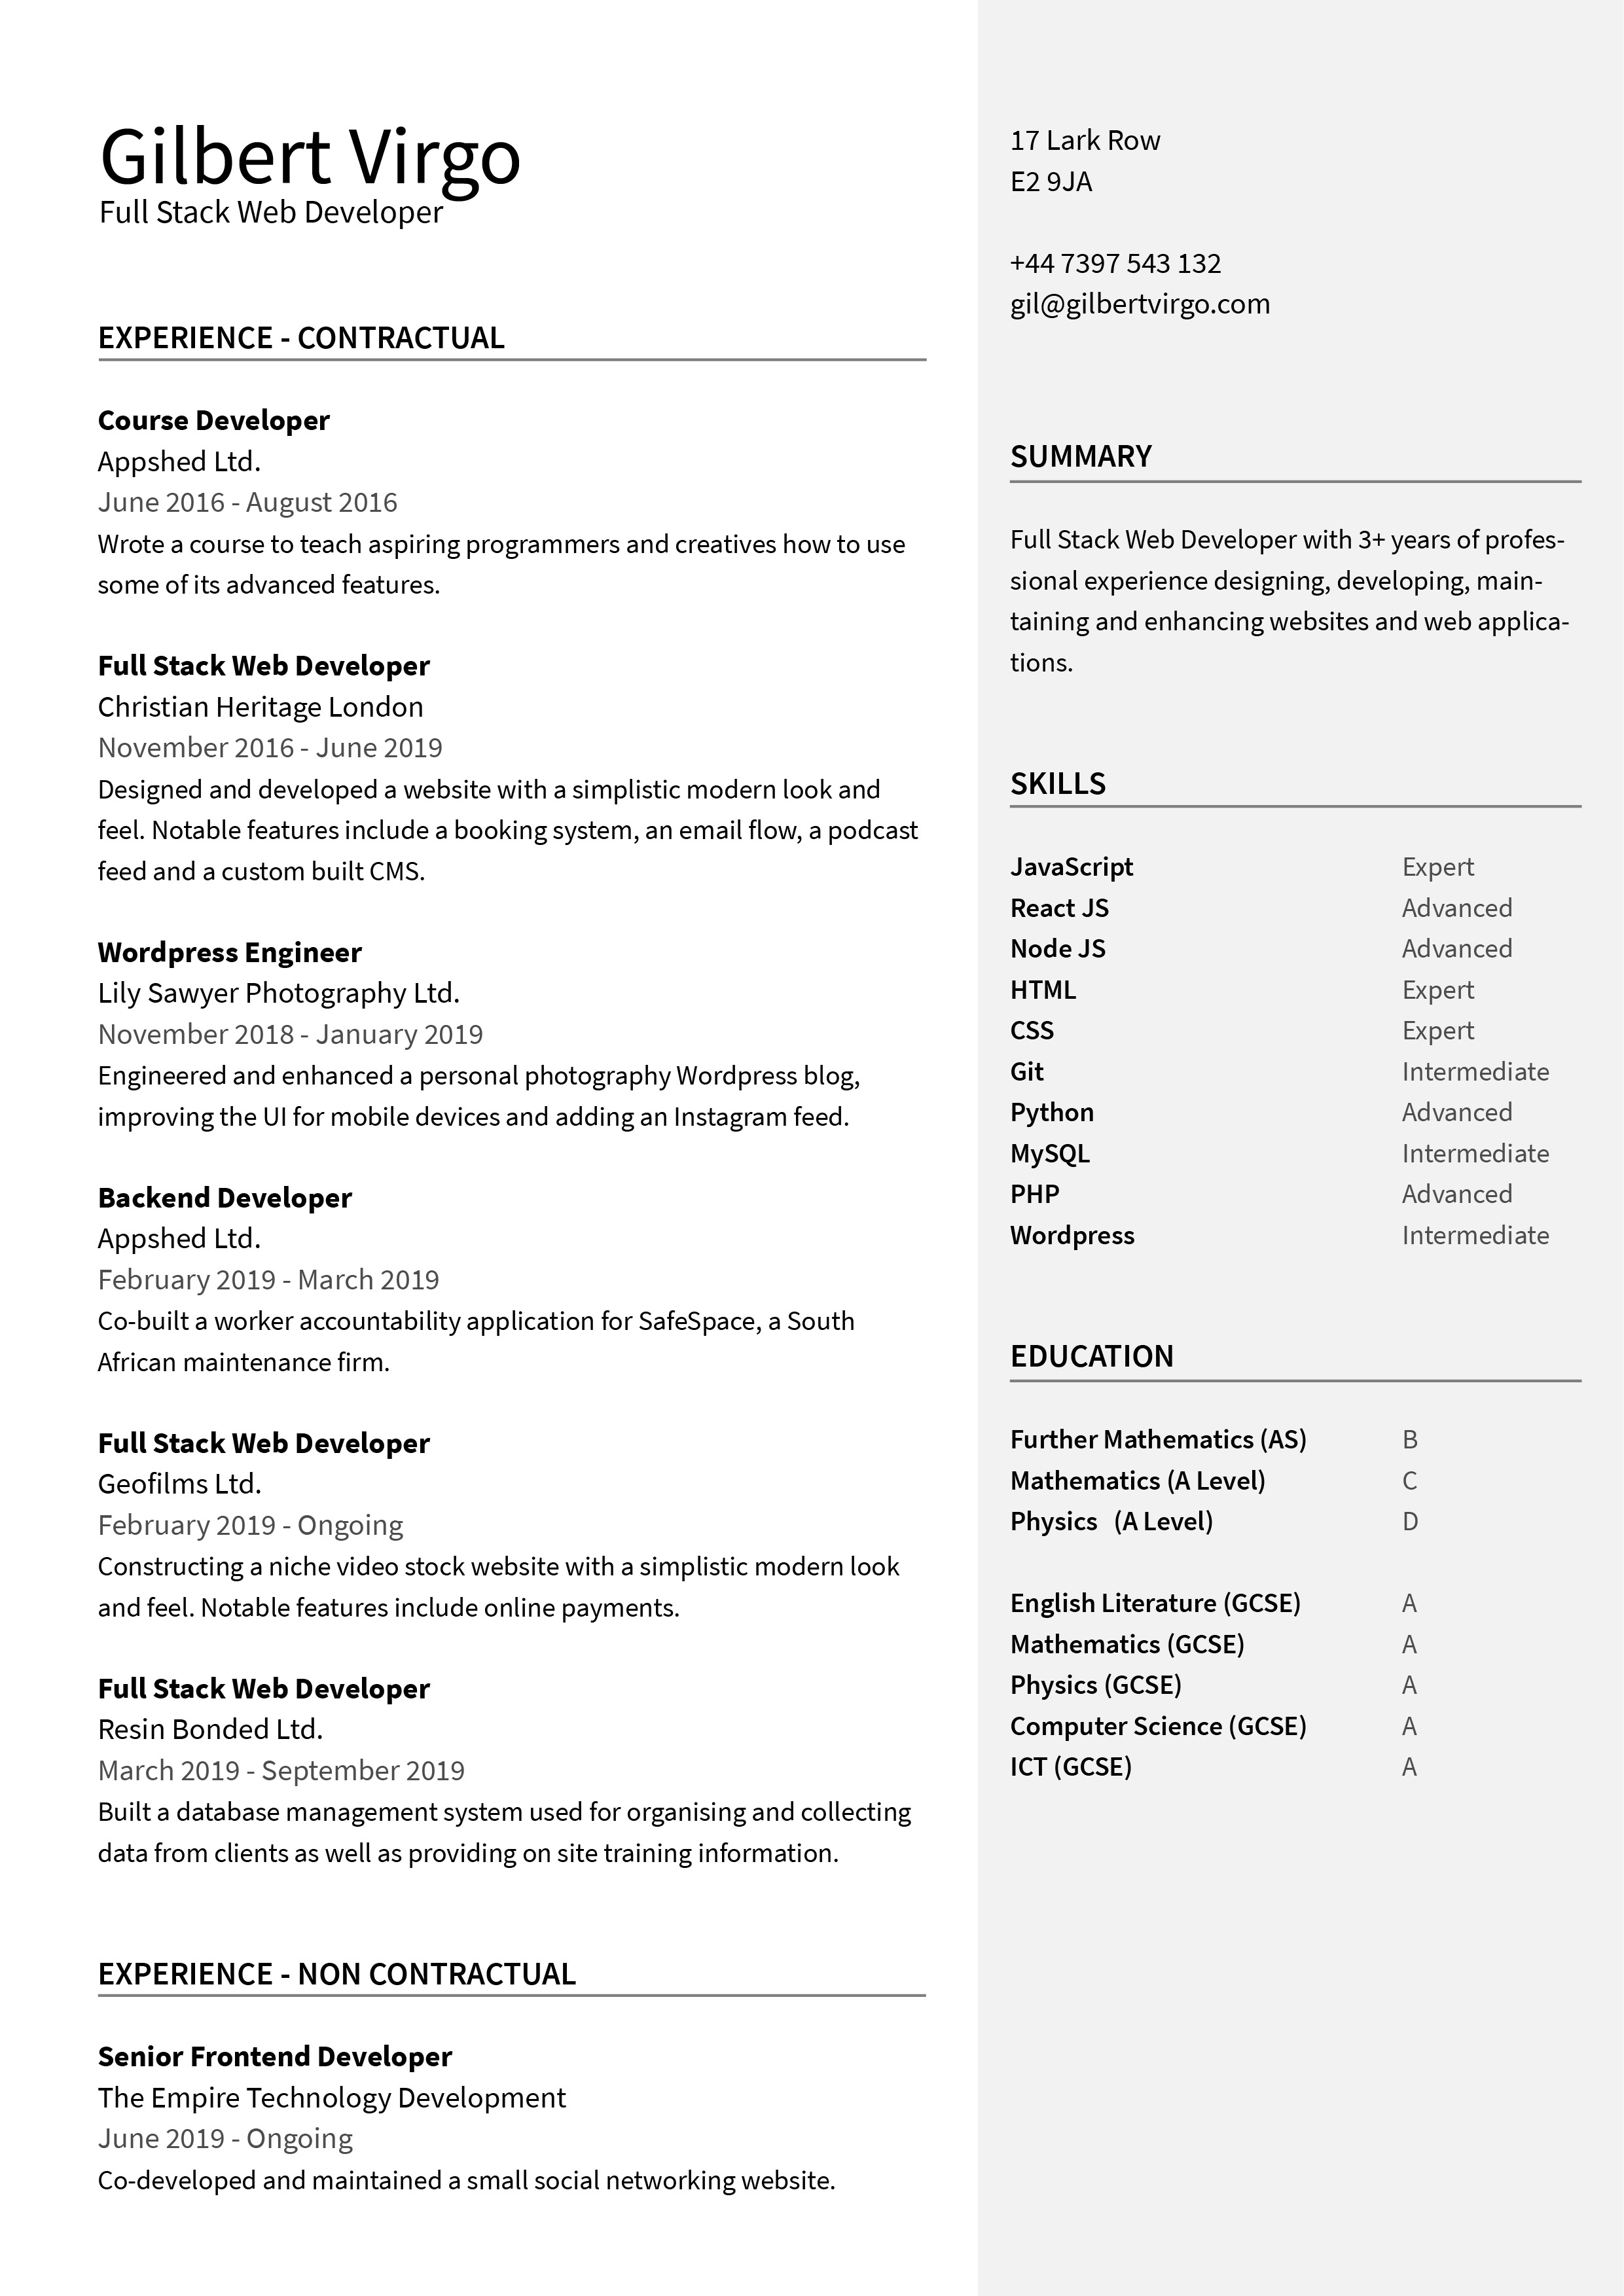 Gilbert Virgo
Full Stack Web Developer
EXPERIENCE - CONTRACTUAL
Course Developer
Appshed Ltd.
June 2016 - August 2016
Wrote a course to teach aspiring programmers and creatives how to use
some of its advanced features.
Full Stack Web Developer
Christian Heritage London
November 2016 - June 2019
Designed and developed a website with a simplistic modern look and
feel. Notable features include a booking system, an email flow, a podcast
feed and a custom built CMS.
Wordpress Engineer
Lily Sawyer Photography Ltd.
November 2018 - January 2019
Engineered and enhanced a personal photography Wordpress blog,
improving the UI for mobile devices and adding an Instagram feed.
Backend Developer
Appshed Ltd.
February 2019 - March 2019
Co-built a worker accountability application for SafeSpace, a South
African maintenance firm.
Full Stack Web Developer
Geofilms Ltd.
February 2019 - Ongoing
Constructing a niche video stock website with a simplistic modern look
and feel. Notable features include online payments.
Full Stack Web Developer
Resin Bonded Ltd.
March 2019 - September 2019
Built a database management system used for organising and collecting
data from clients as well as providing on site training information.
EXPERIENCE - NON CONTRACTUAL
Senior Frontend Developer
The Empire Technology Development
June 2019 - Ongoing
Co-developed and maintained a small social networking website.
17 Lark Row
E2 9JA
+44 7397 543 132
gil@gilbertvirgo.com
SUMMARY
Full Stack Web Developer with 3+ years of profes-
sional experience designing, developing, main-
taining and enhancing websites and web applica-
tions.
SKILLS
JavaScript Expert
React JS Advanced
Node JS Advanced
HTML Expert
CSS Expert
Git Intermediate
Python Advanced
MySQL Intermediate
PHP Advanced
Wordpress Intermediate
EDUCATION
Further Mathematics (AS) B
Mathematics (A Level) C
Physics (A Level) D
English Literature (GCSE) A
Mathematics (GCSE) A
Physics (GCSE) A
Computer Science (GCSE) A
ICT (GCSE) A